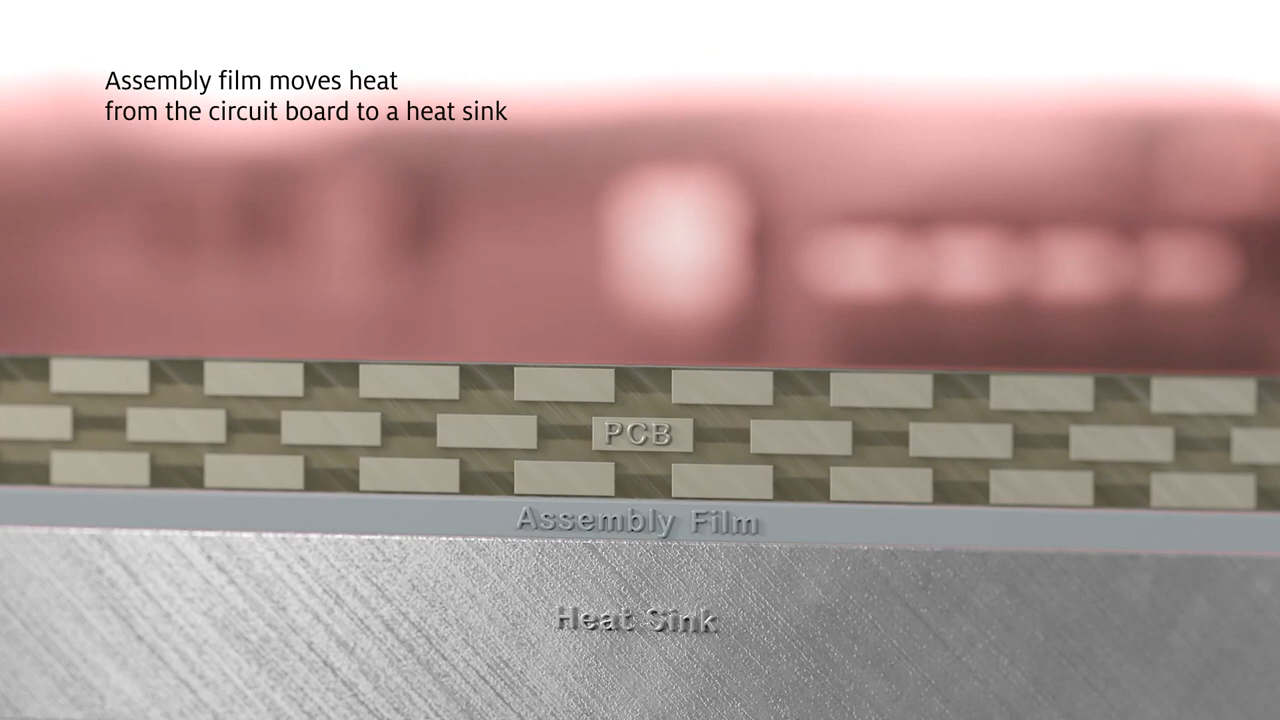 Assembly film moves heat
from the circuit board to a heat sink
PCB
Assembly Film
Heat Sink